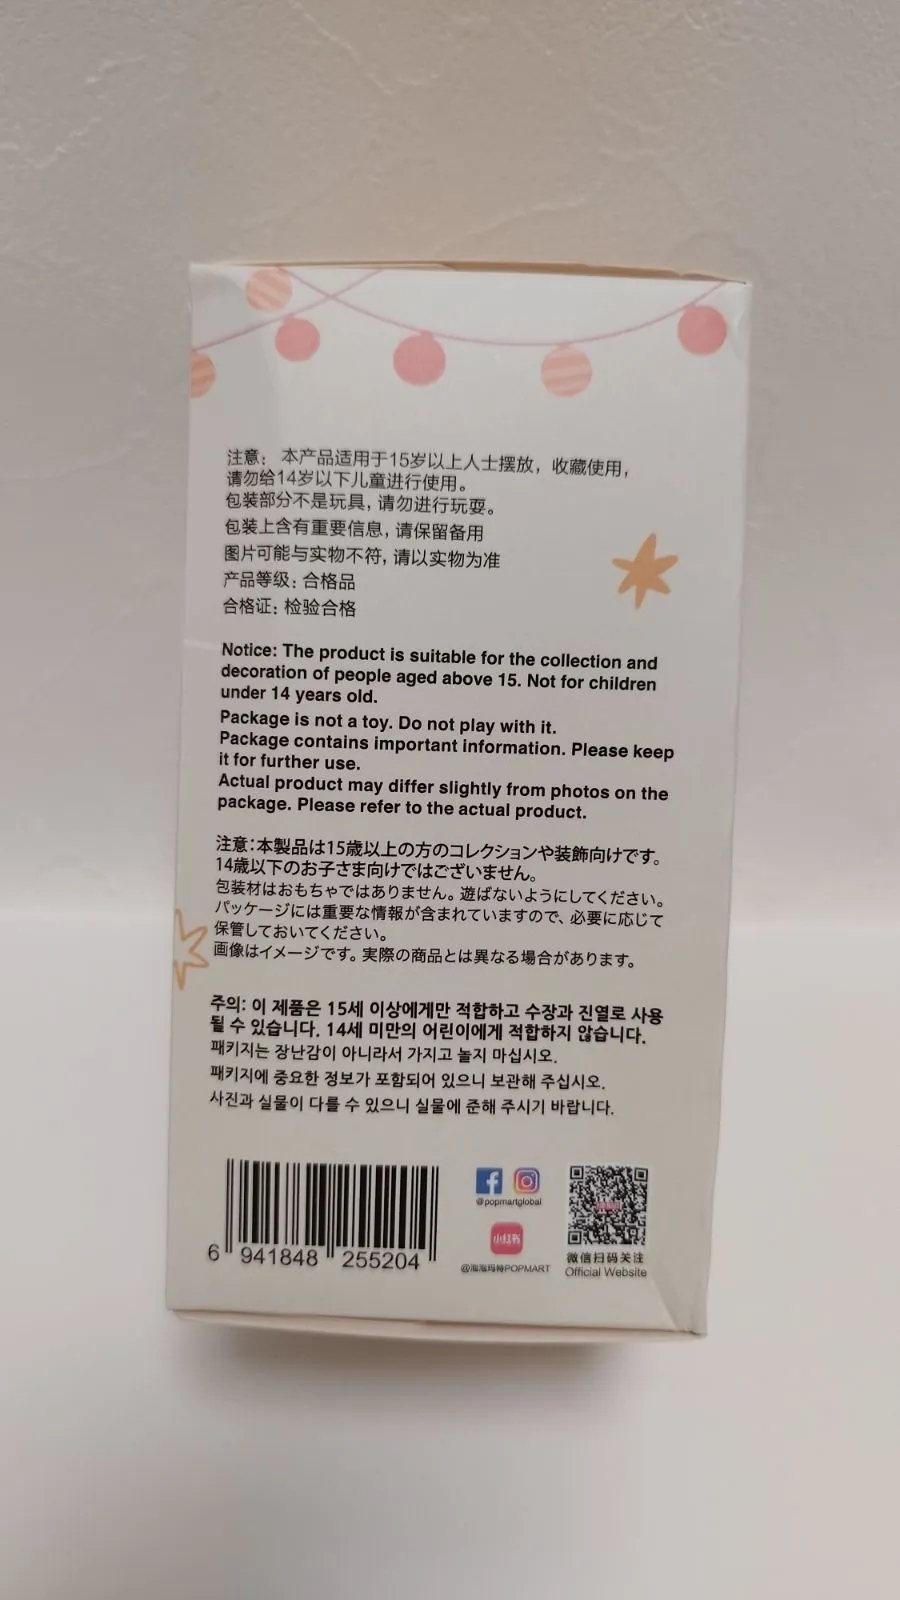 注意： 本产品适用于15岁以上人士摆放，收藏使用，
请勿给14岁以下儿童进行使用。
包装部分不是玩具，请勿进行玩耍。
包装上含有重要信息，请保留备用
图片可能与实物不符，请以实物为准
产品等级：合格品
合格证：检验合格
Notice: The product is suitable for the collection and
decoration of people aged above 15. Not for children
under 14 years old.
Package is not a toy. Do not play with it.
Package contains important information. Please keep
it for further use.
Actual product may differ slightly from photos on the
package. Please refer to the actual product.
注意：本製品は15歳以上の方のコレクションや装飾向けです。
14歳以下のお子さま向けではございません。
包装材はおもちゃではありません。遊ばないようにしてください。
パッケージには重要な情報が含まれていますので、必要に応じて
保管しておいてください。
画像はイメージです。実際の商品とは異なる場合があります。
주의: 이 제품은 15세 이상에게만 적합하고 수장과 진열로 사용
될 수 있습니다. 14세 미만의 어린이에게 적합하지 않습니다.
패키지는 장난감이 아니라서 가지고 놀지 마십시오.
패키지에 중요한 정보가 포함되어 있으니 보관해 주십시오.
사진과 실물이 다를 수 있으니 실물에 준해 주시기 바랍니다.
6 941848 255204
@popmartglobal
小红书
@泡泡玛特POPMART
微信扫码关注
Official Website